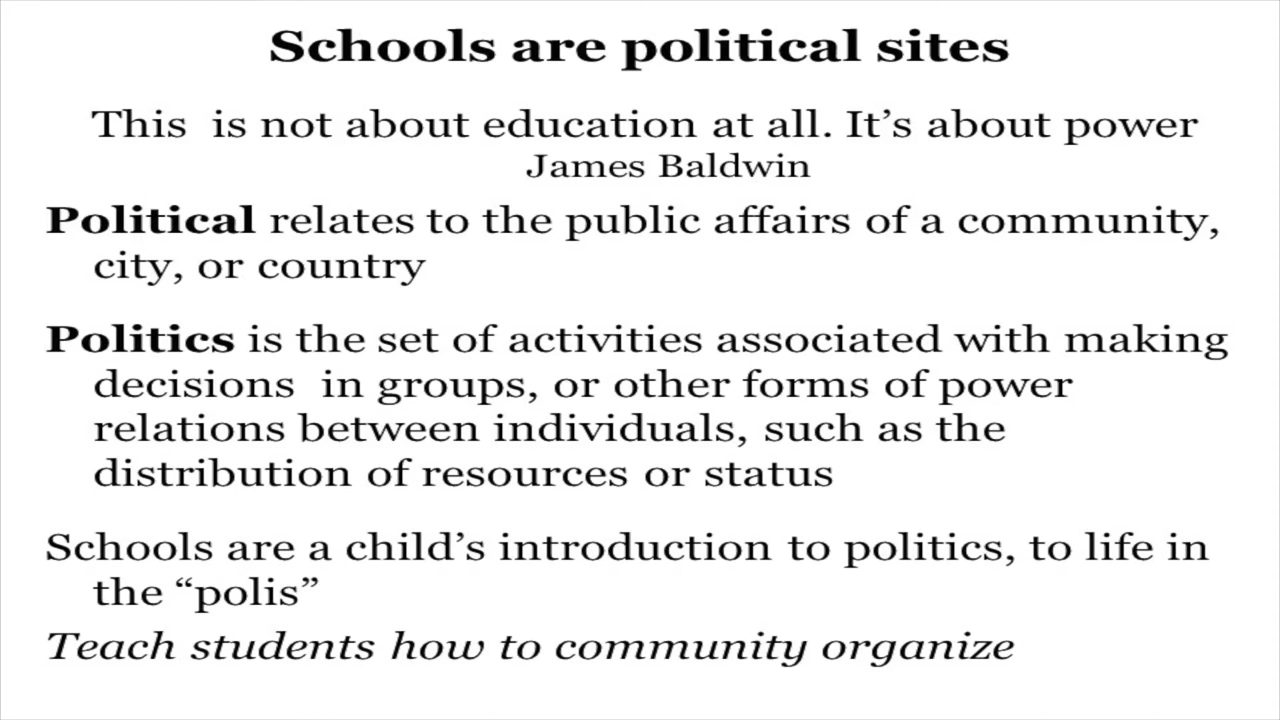 Schools are political sites
This is not about education at all. It’s about power
James Baldwin
Political relates to the public affairs of a community,
city, or country
Politics is the set of activities associated with making
decisions in groups, or other forms of power
relations between individuals, such as the
distribution of resources or status
Schools are a child’s introduction to politics, to life in
the “polis”
Teach students how to community organize